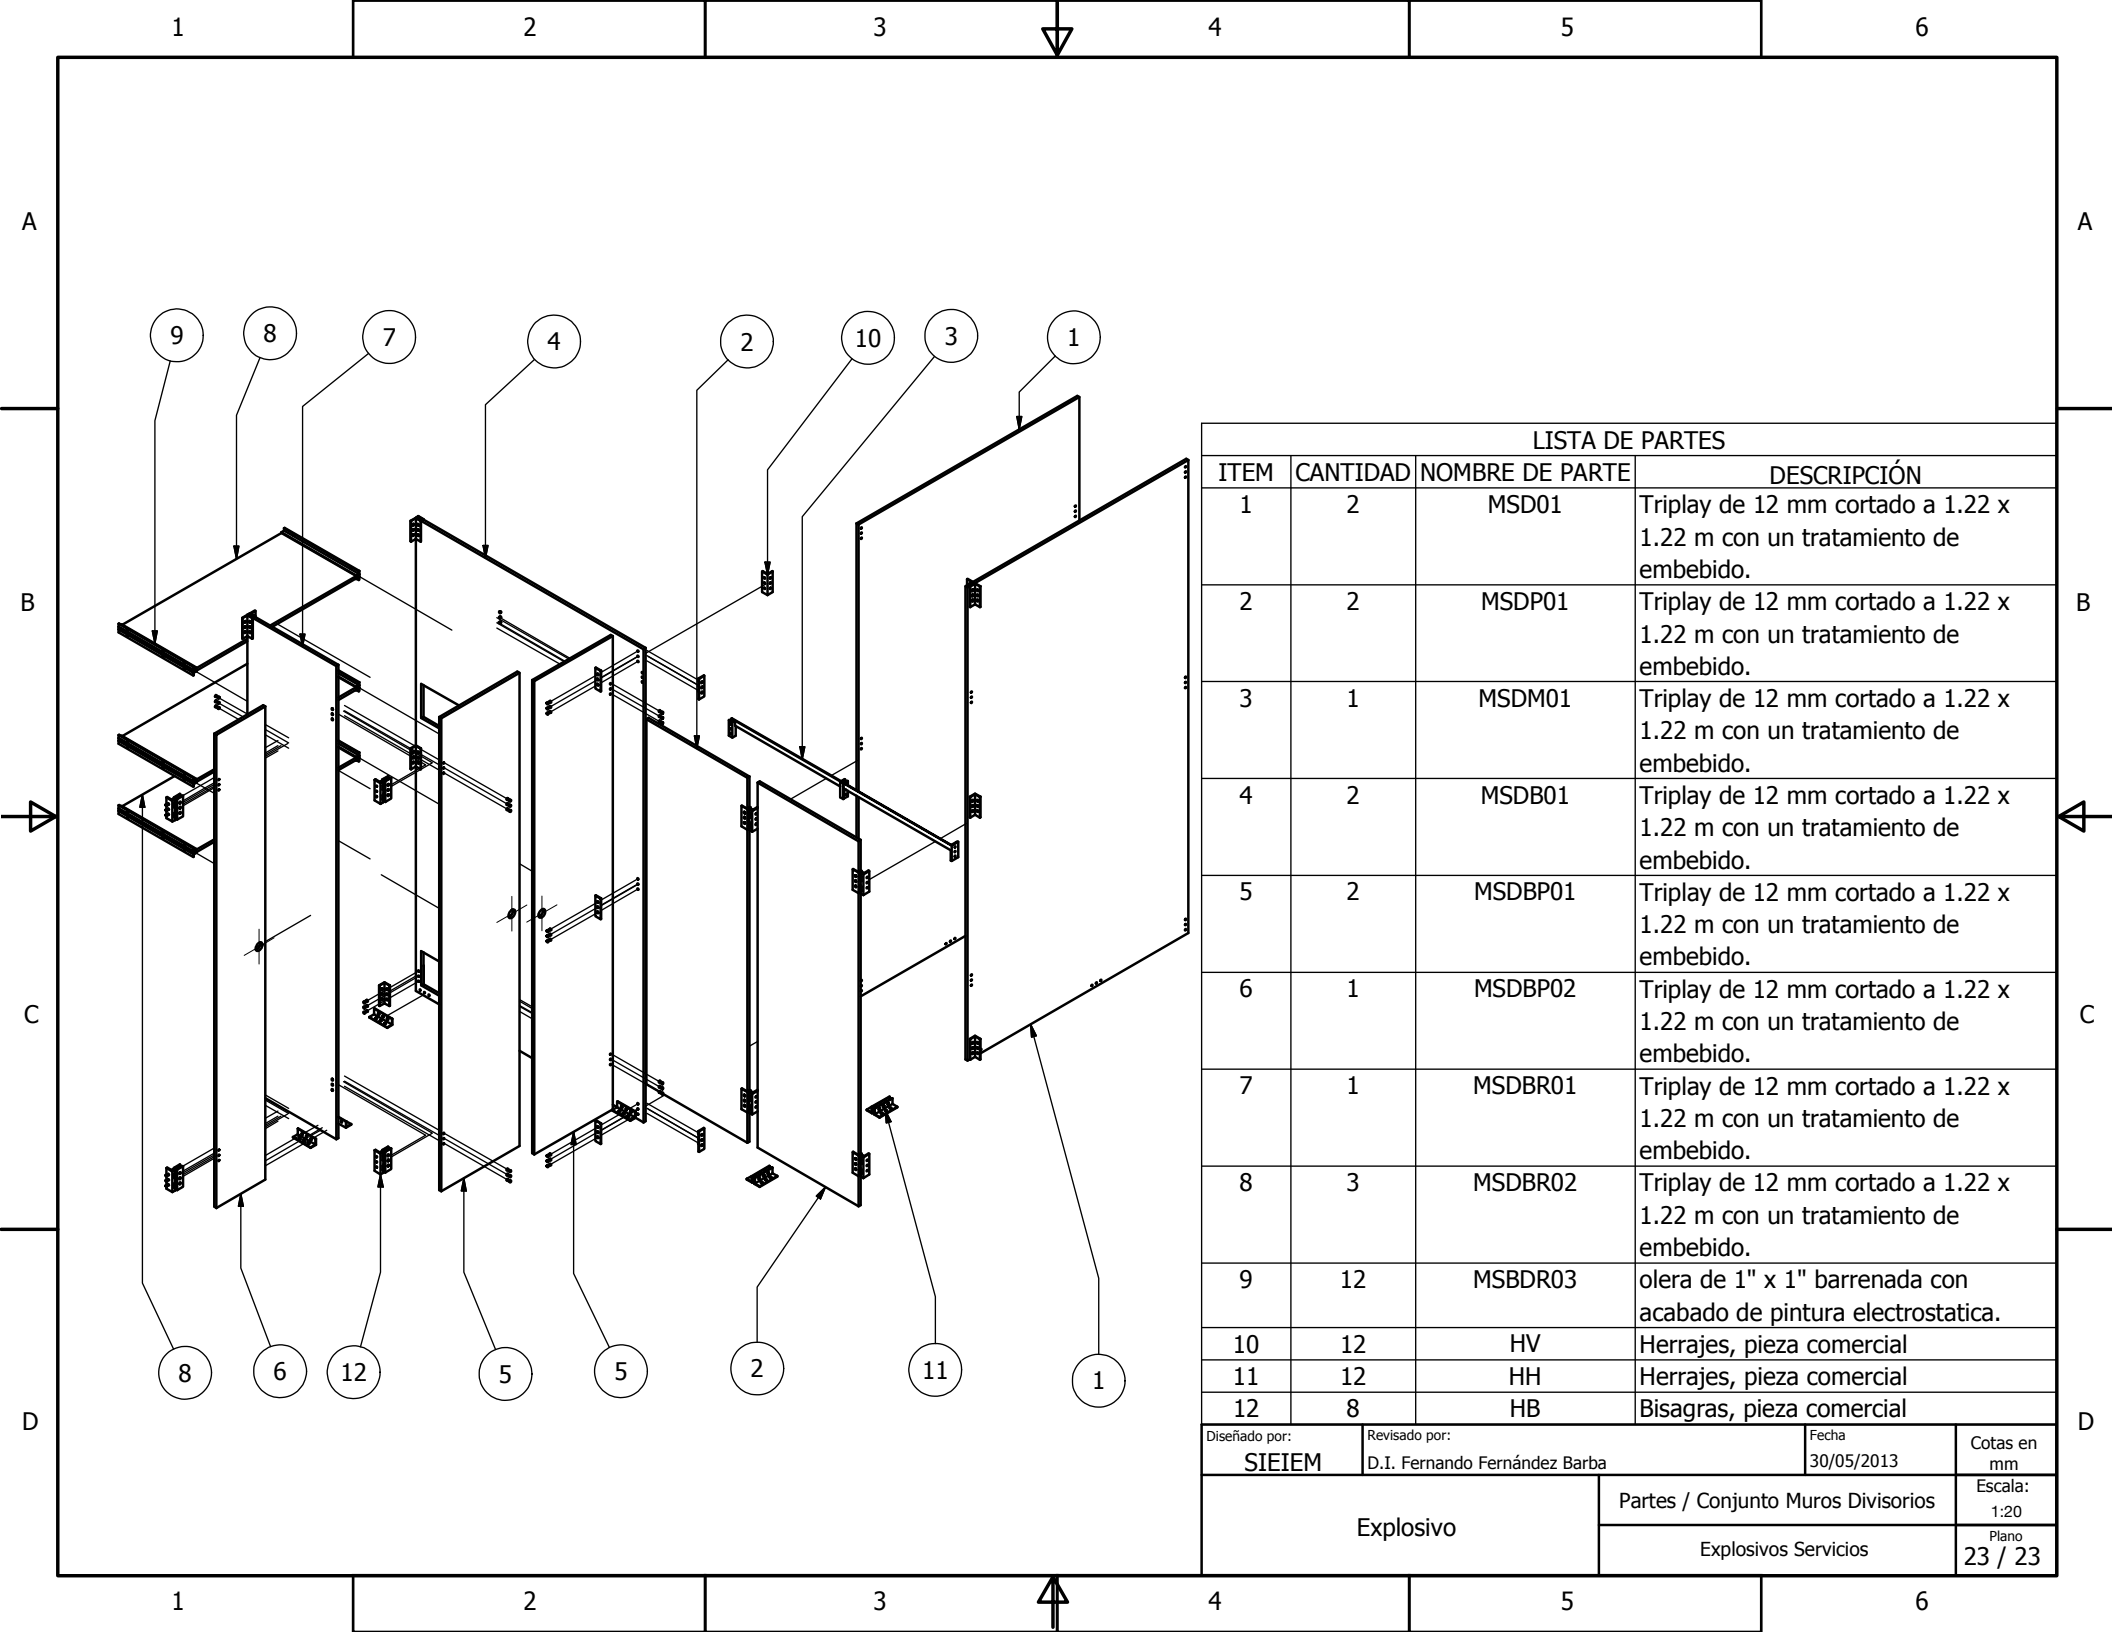 1 2 3 4 5 6
A A
9 8 7 4 2 10 3 1
LISTA DE PARTES
ITEM CANTIDAD NOMBRE DE PARTE DESCRIPCIÓN
1 2 MSD01 Triplay de 12 mm cortado a 1.22 x
1.22 m con un tratamiento de
embebido.
B B
2 2 MSDP01 Triplay de 12 mm cortado a 1.22 x
1.22 m con un tratamiento de
embebido.
3 1 MSDM01 Triplay de 12 mm cortado a 1.22 x
1.22 m con un tratamiento de
embebido.
4 2 MSDB01 Triplay de 12 mm cortado a 1.22 x
1.22 m con un tratamiento de
embebido.
5 2 MSDBP01 Triplay de 12 mm cortado a 1.22 x
1.22 m con un tratamiento de
embebido.
C C
6 1 MSDBP02 Triplay de 12 mm cortado a 1.22 x
1.22 m con un tratamiento de
embebido.
7 1 MSDBR01 Triplay de 12 mm cortado a 1.22 x
1.22 m con un tratamiento de
embebido.
8 3 MSDBR02 Triplay de 12 mm cortado a 1.22 x
1.22 m con un tratamiento de
embebido.
9 12 MSBDR03 olera de 1" x 1" barrenada con
acabado de pintura electrostatica.
10 12 HV Herrajes, pieza comercial
11 12 HH Herrajes, pieza comercial
12 8 HB Bisagras, pieza comercial
8 6 12 5 5 2 11 1
D D
Diseñado por:
SIEIEM
Revisado por:
D.I. Fernando Fernández Barba
Fecha
30/05/2013
Cotas en
mm
Explosivo
Partes / Conjunto Muros Divisorios
Escala:
1:20
Explosivos Servicios
Plano
23 / 23
1 2 3 4 5 6